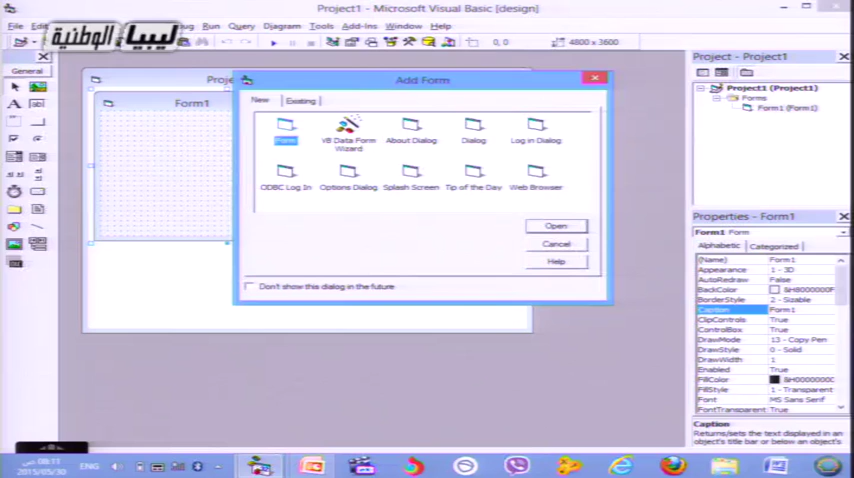 Project1 - Microsoft Visual Basic [design]
File
Run Query Diagram Tools Add-Ins Window Help
ليبيا الوطنية
0, 0
4800 x 3600
General
Form1
Add Form
New Existing
Form
VB Data Form Wizard
About Dialog
Dialog
Log in Dialog
ODBC Log In
Options Dialog
Splash Screen
Tip of the Day
Web Browser
Open
Cancel
Help
Don't show this dialog in the future
Project - Project1
Project1 (Project1)
Forms
Form1 (Form1)
Properties - Form1
Form1 Form
Alphabetic Categorized
(Name) Form1
Appearance 1 - 3D
AutoRedraw False
BackColor &H8000000F
BorderStyle 2 - Sizable
Caption Form1
ClipControls True
ControlBox True
DrawMode 13 - Copy Pen
DrawStyle 0 - Solid
DrawWidth 1
Enabled True
FillColor &H0000000
FillStyle 1 - Transparent
Font MS Sans Serif
FontTransparent True
Caption
Returns/sets the text displayed in an
object's title bar or below an object's
ENG
08:11
2015/05/30